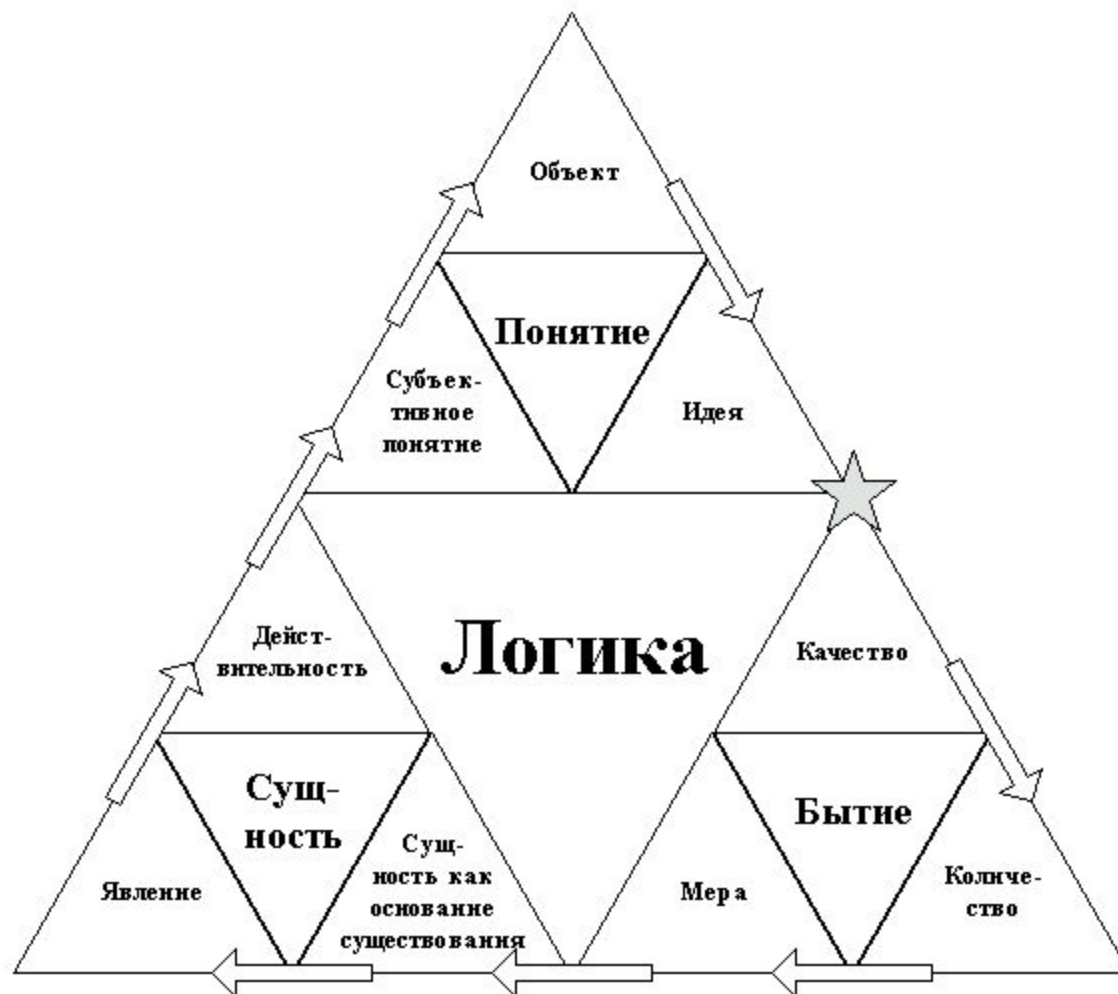 Объект
Понятие
Субъек-
тивное
понятие
Идея
Логика
Дейст-
вительность
Качество
Сущ-
ность
Бытие
Явление
Сущ-
ность как
основание
существования
Мера
Количе-
ство